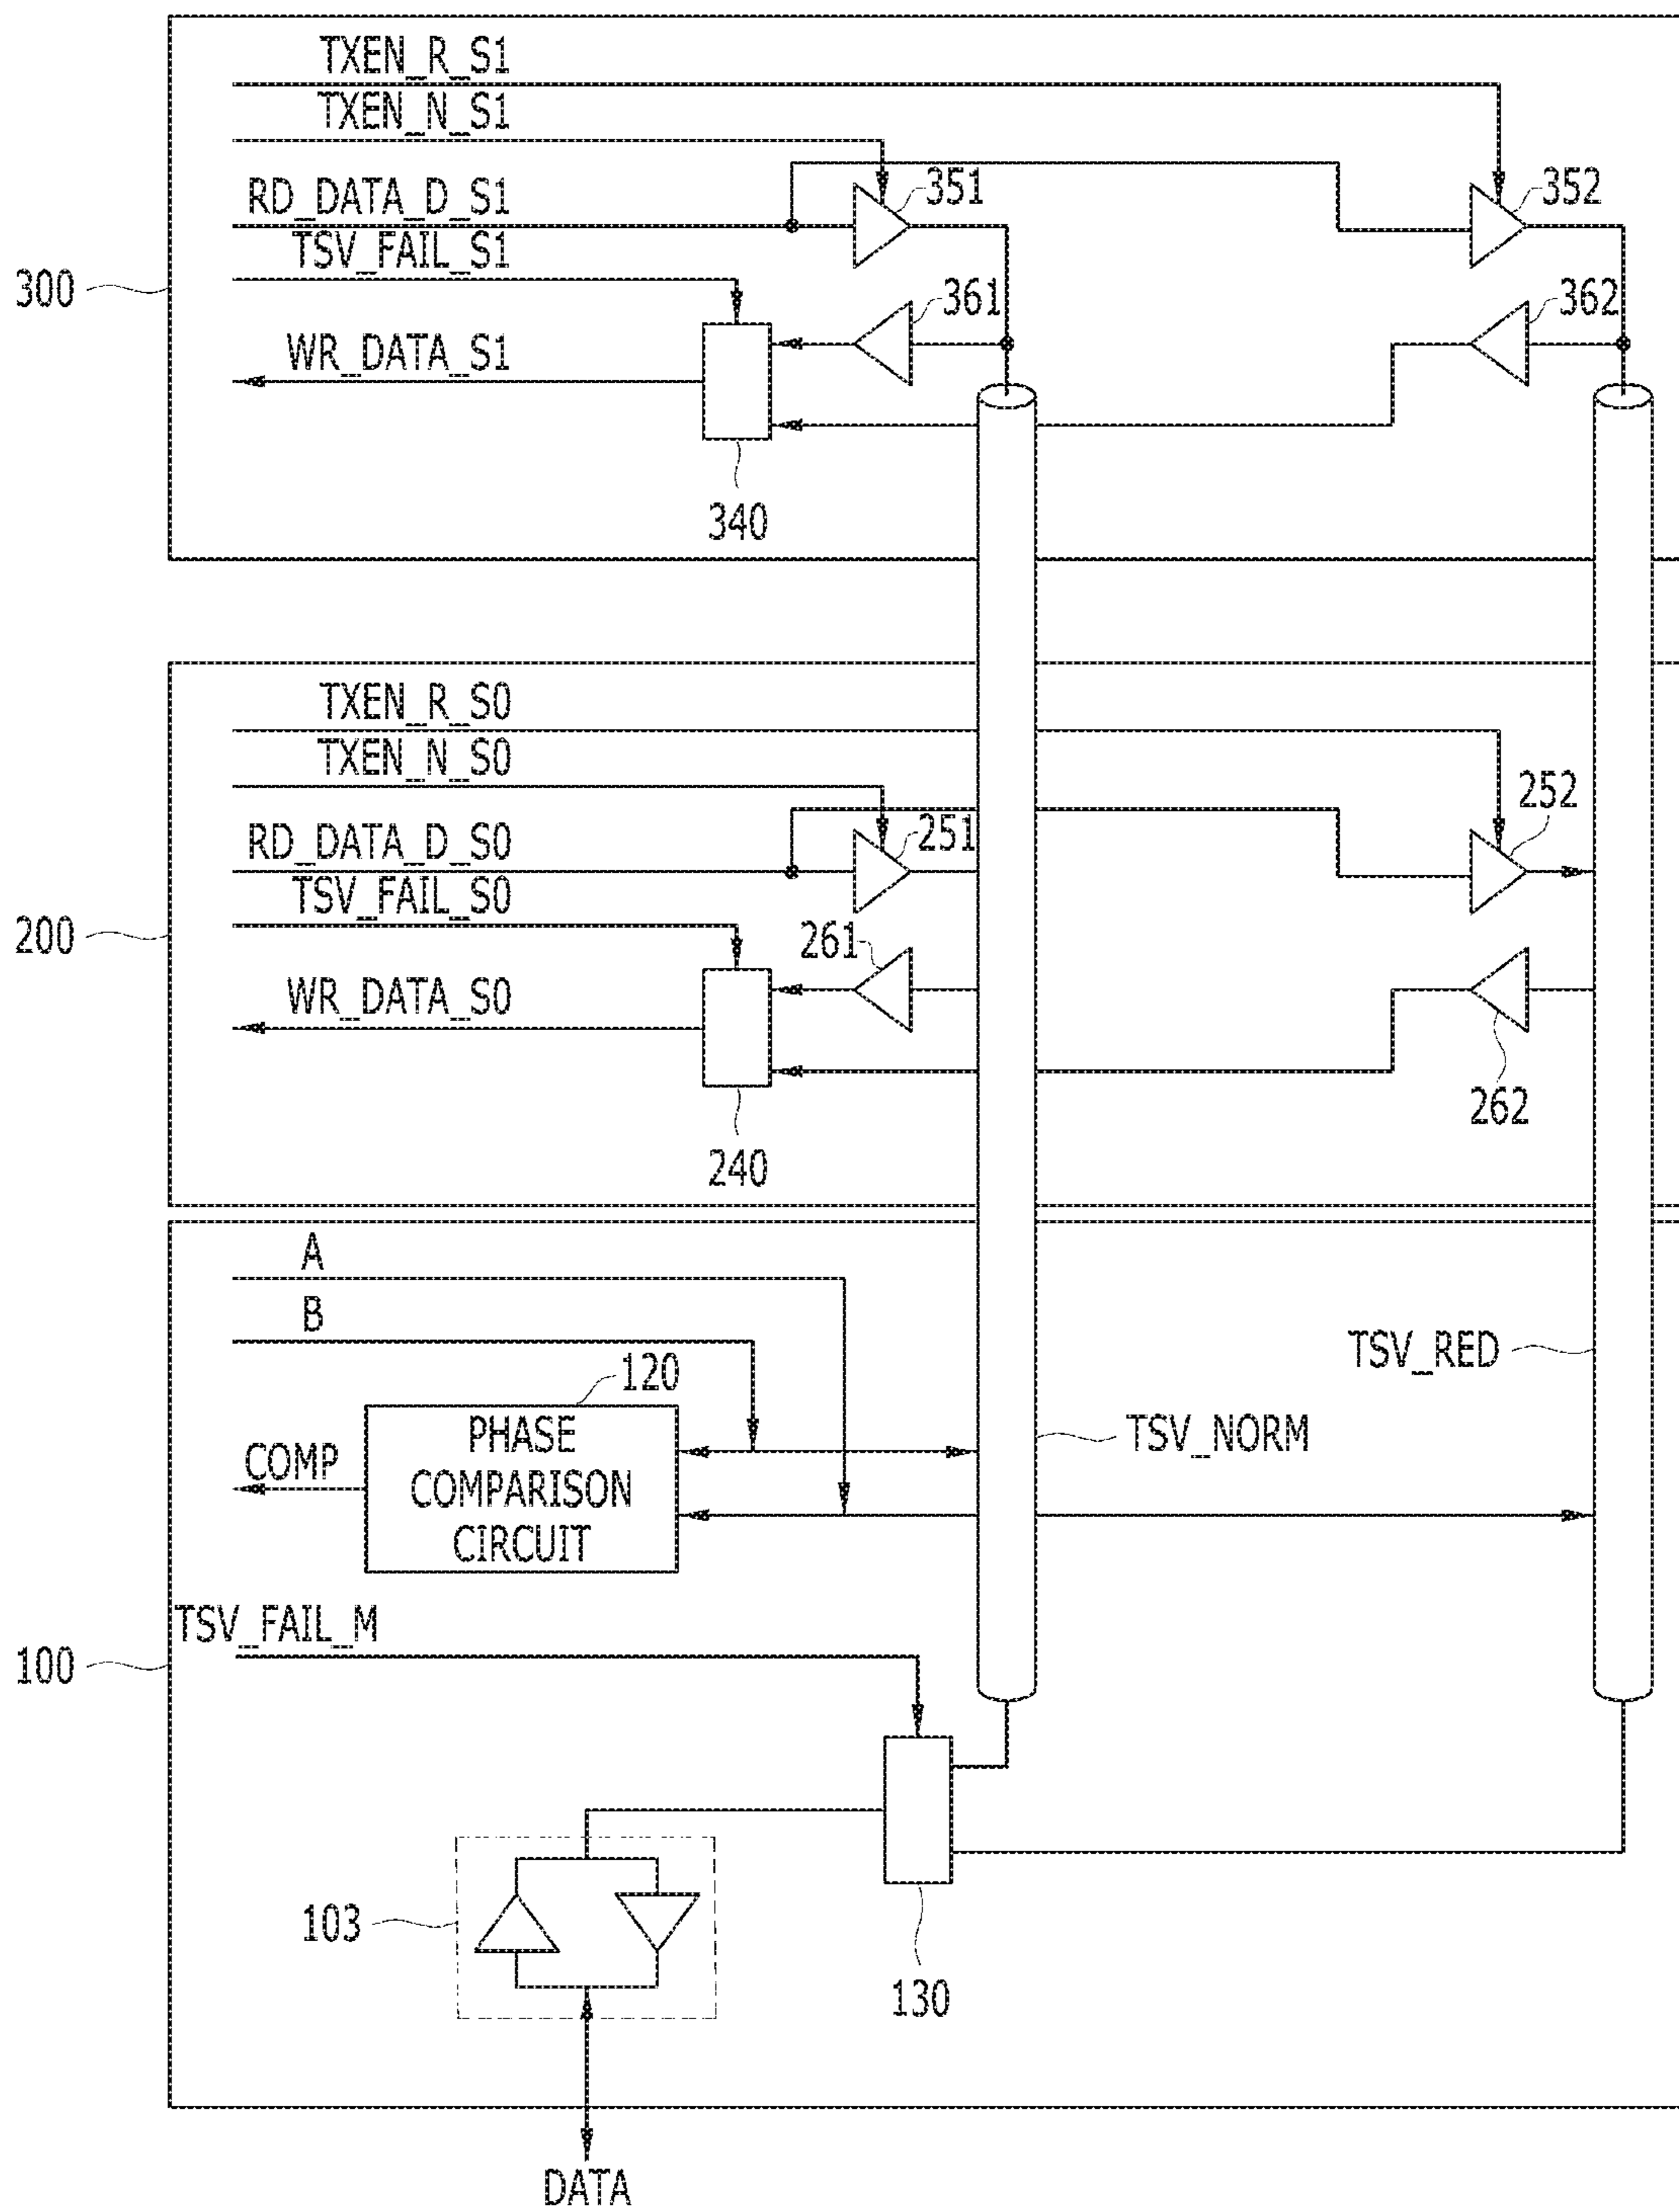 TXEN_R_S1
TXEN_N_S1
RD_DATA_D_S1
351
352
TSV_FAIL_S1
300
361
362
WR_DATA_S1
340
TXEN_R_S0
TXEN_N_S0
252
RD_DATA_D_S0
251
TSV_FAIL_S0
200
261
WR_DATA_S0
262
240
A
B
TSV_RED
120
PHASE
COMPARISON
CIRCUIT
TSV_NORM
COMP
TSV_FAIL_M
100
103
130
DATA